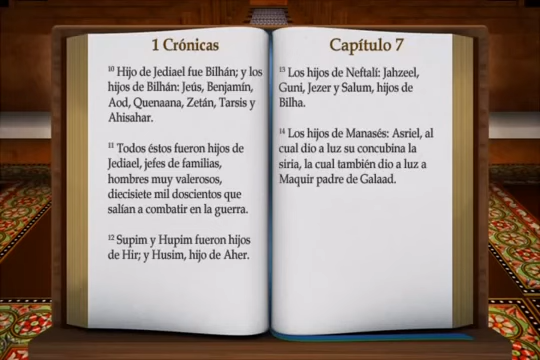 1 Crónicas
10 Hijo de Jediael fue Bilhán; y los
hijos de Bilhán: Jeús, Benjamín,
Aod, Quenaana, Zetán, Tarsis y
Ahisahar.
11 Todos éstos fueron hijos de
Jediael, jefes de familias,
hombres muy valerosos,
diecisiete mil doscientos que
salían a combatir en la guerra.
12 Supim y Hupim fueron hijos
de Hir; y Husim, hijo de Aher.
Capítulo 7
13 Los hijos de Neftalí: Jahzeel,
Guni, Jezer y Salum, hijos de
Bilha.
14 Los hijos de Manasés: Asriel, al
cual dio a luz su concubina la
siria, la cual también dio a luz a
Maquir padre de Galaad.